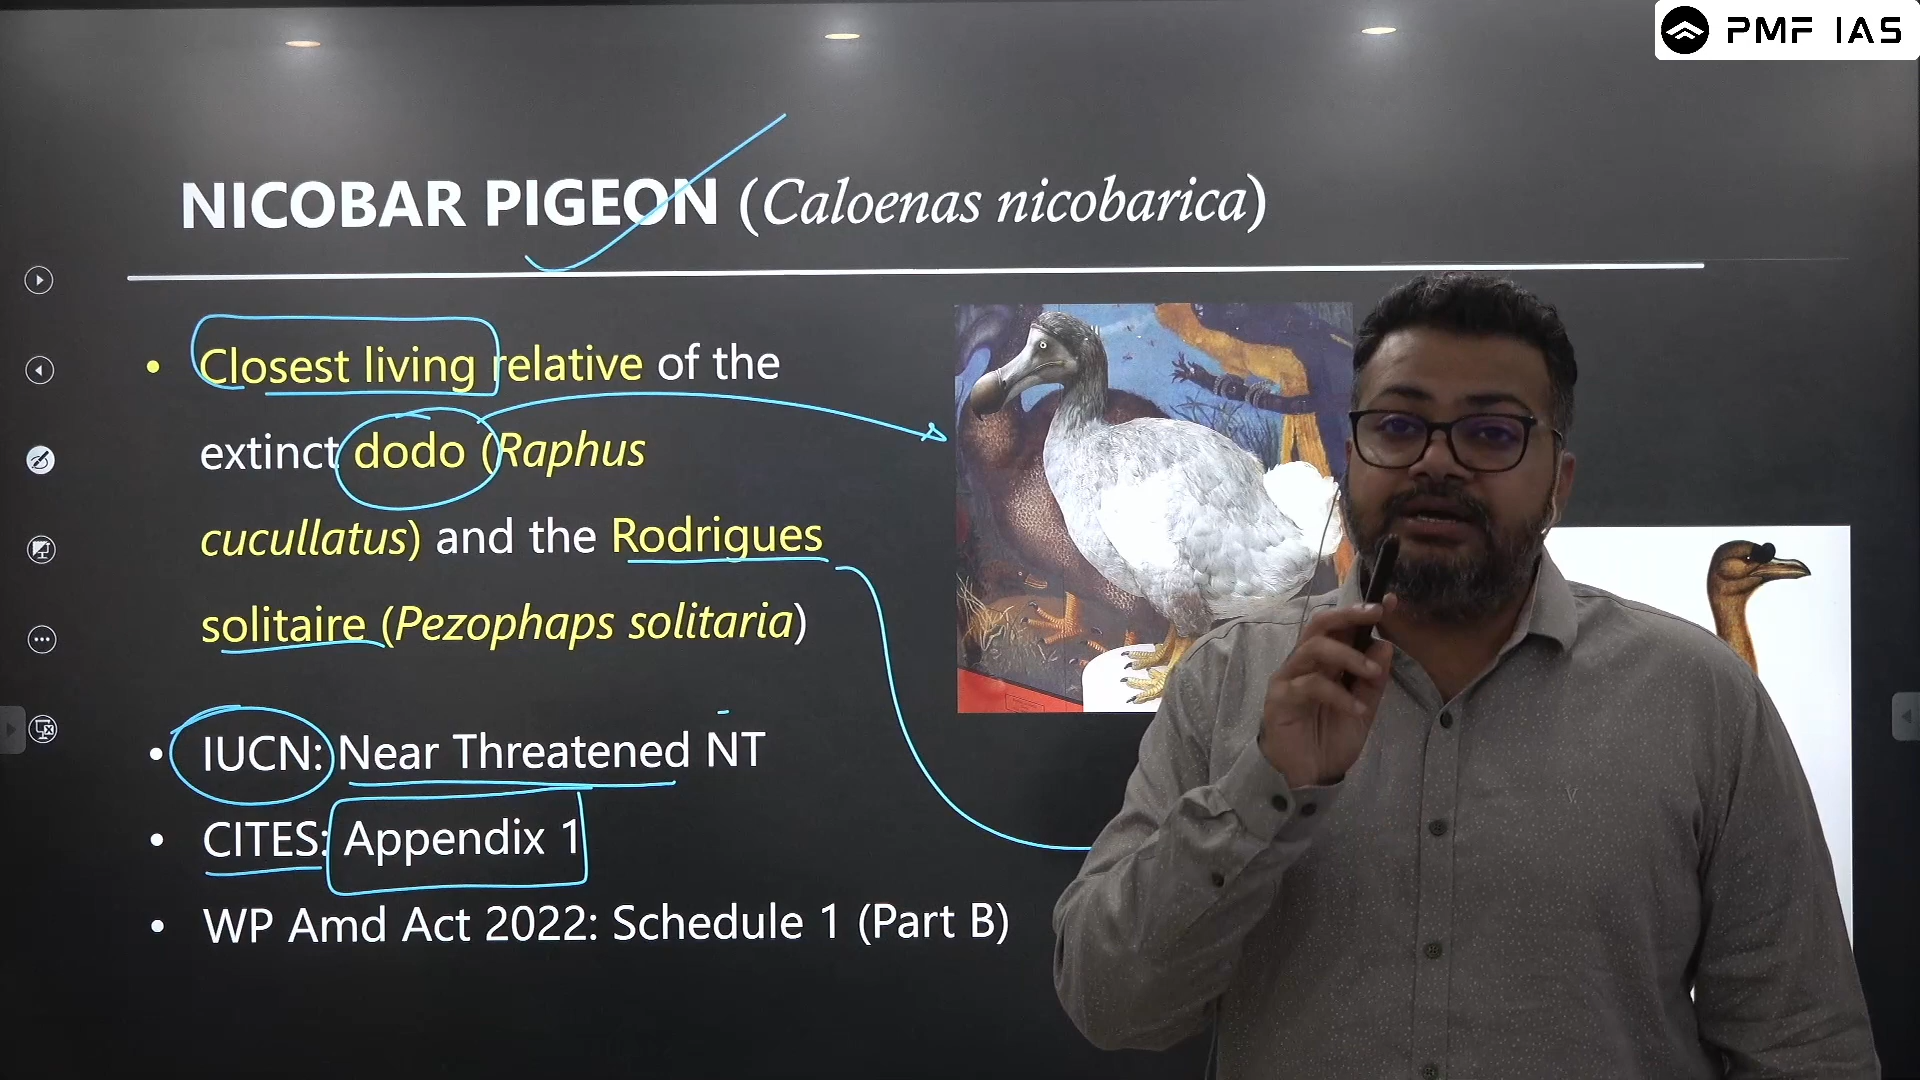 PMF IAS
NICOBAR PIGEON (Caloenas nicobarica)
• Closest living relative of the
extinct dodo (Raphus
cucullatus) and the Rodrigues
solitaire (Pezophaps solitaria)
• IUCN: Near Threatened NT
• CITES: Appendix 1
• WP Amd Act 2022: Schedule 1 (Part B)